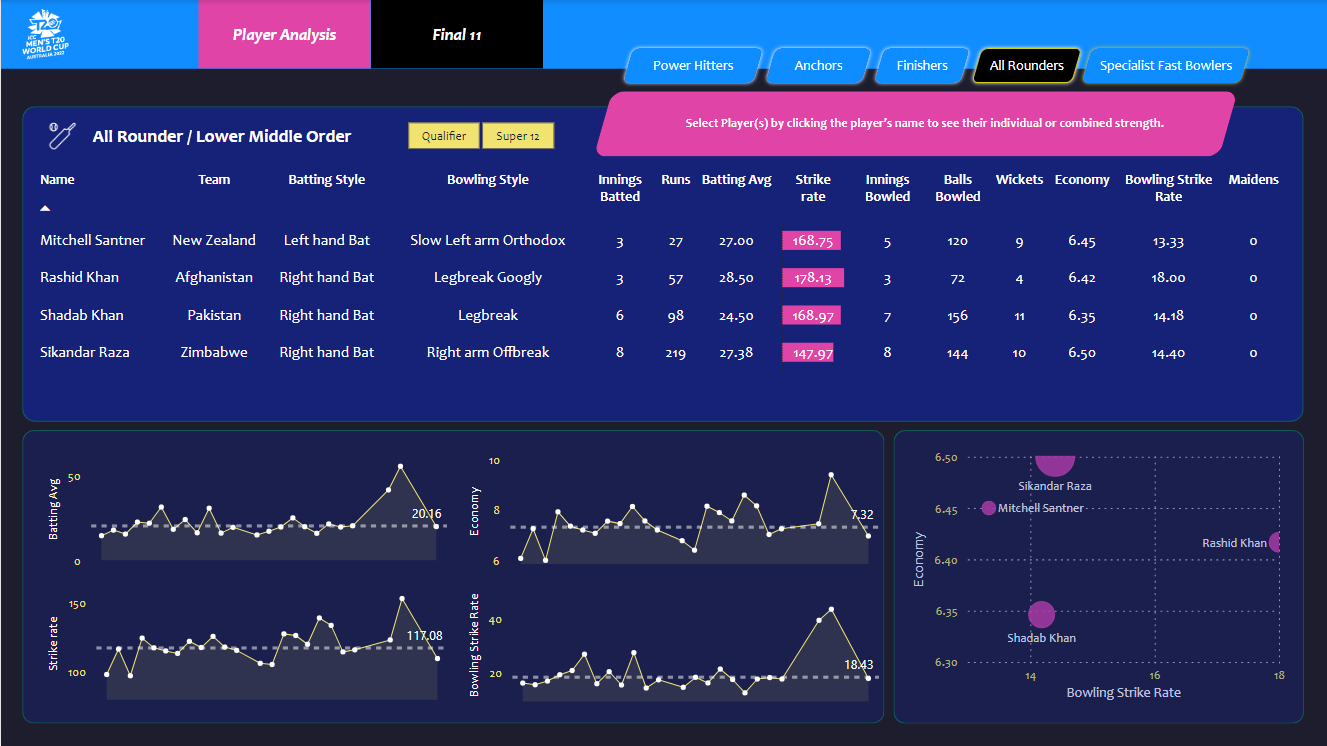 ICC
MEN'S T20
WORLD CUP
AUSTRALIA 2022
Player Analysis
Final 11
Power Hitters
Anchors
Finishers
All Rounders
Specialist Fast Bowlers
All Rounder / Lower Middle Order
Qualifier
Super 12
Select Player(s) by clicking the player's name to see their individual or combined strength.
Name Team Batting Style Bowling Style Innings Batted Runs Batting Avg Strike rate Innings Bowled Balls Bowled Wickets Economy Bowling Strike Rate Maidens
Mitchell Santner New Zealand Left hand Bat Slow Left arm Orthodox 3 27 27.00 168.75 5 120 9 6.45 13.33 0
Rashid Khan Afghanistan Right hand Bat Legbreak Googly 3 57 28.50 178.13 3 72 4 6.42 18.00 0
Shadab Khan Pakistan Right hand Bat Legbreak 6 98 24.50 168.97 7 156 11 6.35 14.18 0
Sikandar Raza Zimbabwe Right hand Bat Right arm Offbreak 8 219 27.38 147.97 8 144 10 6.50 14.40 0
Batting Avg
50
0
20.16
Economy
10
8
6
7.32
Strike rate
150
100
117.08
Bowling Strike Rate
40
20
18.43
Economy
6.50
6.45
6.40
6.35
6.30
Sikandar Raza
Mitchell Santner
Rashid Khan
Shadab Khan
14
16
18
Bowling Strike Rate